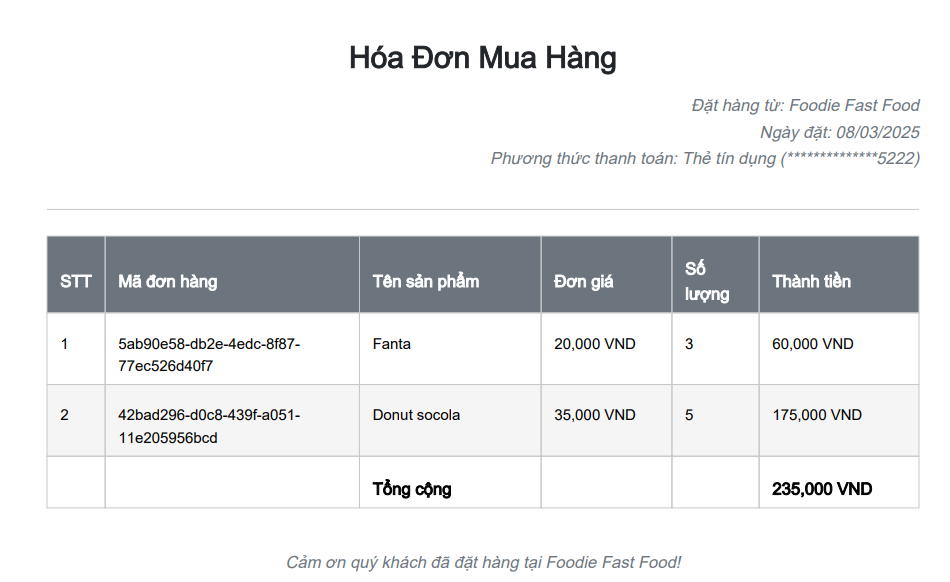 Hóa Đơn Mua Hàng
Đặt hàng từ: Foodie Fast Food
Ngày đặt: 08/03/2025
Phương thức thanh toán: Thẻ tín dụng (**************5222)
STT Mã đơn hàng Tên sản phẩm Đơn giá Số lượng Thành tiền
1 5ab90e58-db2e-4edc-8f87-77ec526d40f7 Fanta 20,000 VND 3 60,000 VND
2 42bad296-d0c8-439f-a051-11e205956bcd Donut socola 35,000 VND 5 175,000 VND
Tổng cộng 235,000 VND
Cảm ơn quý khách đã đặt hàng tại Foodie Fast Food!